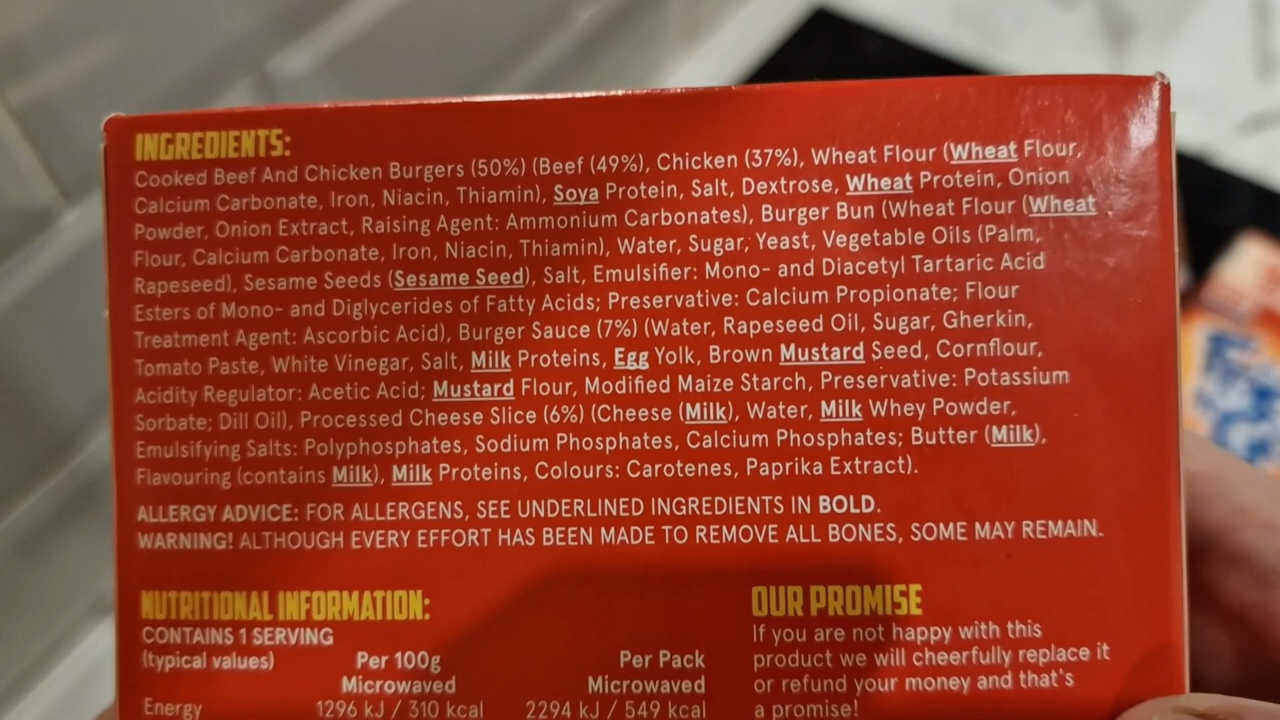 INGREDIENTS:
Cooked Beef And Chicken Burgers (50%) (Beef (49%), Chicken (37%), Wheat Flour (Wheat Flour,
Calcium Carbonate, Iron, Niacin, Thiamin), Soya Protein, Salt, Dextrose, Wheat Protein, Onion
Powder, Onion Extract, Raising Agent: Ammonium Carbonates), Burger Bun (Wheat Flour (Wheat
Flour, Calcium Carbonate, Iron, Niacin, Thiamin), Water, Sugar, Yeast, Vegetable Oils (Palm,
Rapeseed), Sesame Seeds (Sesame Seed), Salt, Emulsifier: Mono- and Diacetyl Tartaric Acid
Esters of Mono- and Diglycerides of Fatty Acids; Preservative: Calcium Propionate; Flour
Treatment Agent: Ascorbic Acid), Burger Sauce (7%) (Water, Rapeseed Oil, Sugar, Gherkin,
Tomato Paste, White Vinegar, Salt, Milk Proteins, Egg Yolk, Brown Mustard Seed, Cornflour,
Acidity Regulator: Acetic Acid; Mustard Flour, Modified Maize Starch, Preservative: Potassium
Sorbate; Dill Oil), Processed Cheese Slice (6%) (Cheese (Milk), Water, Milk Whey Powder,
Emulsifying Salts: Polyphosphates, Sodium Phosphates, Calcium Phosphates; Butter (Milk),
Flavouring (contains Milk), Milk Proteins, Colours: Carotenes, Paprika Extract).
ALLERGY ADVICE: FOR ALLERGENS, SEE UNDERLINED INGREDIENTS IN BOLD.
WARNING! ALTHOUGH EVERY EFFORT HAS BEEN MADE TO REMOVE ALL BONES, SOME MAY REMAIN.
NUTRITIONAL INFORMATION:
CONTAINS 1 SERVING
(typical values) Per 100g Per Pack
Microwaved Microwaved
Energy 1296 kJ / 310 kcal 2294 kJ / 549 kcal
OUR PROMISE
If you are not happy with this
product we will cheerfully replace it
or refund your money and that's
a promise!